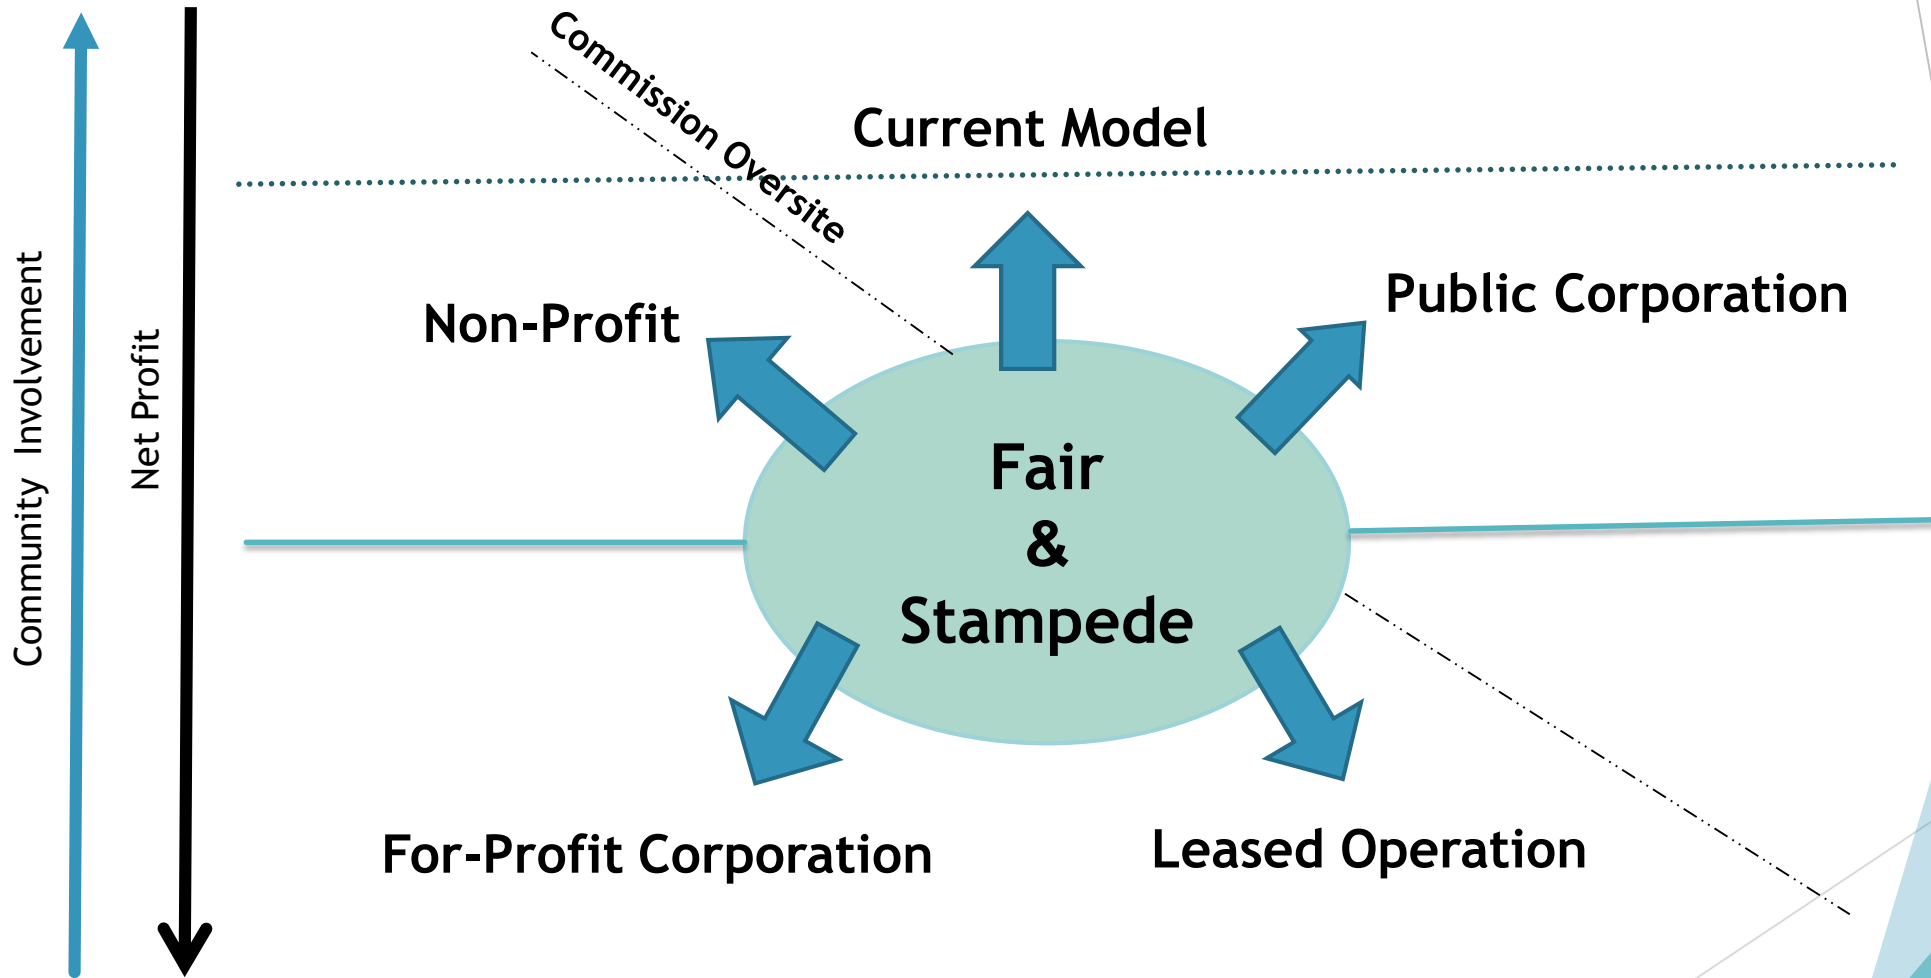 Commission Oversite
Current Model
Community Involvement
Net Profit
Non-Profit
Public Corporation
Fair
&
Stampede
For-Profit Corporation
Leased Operation